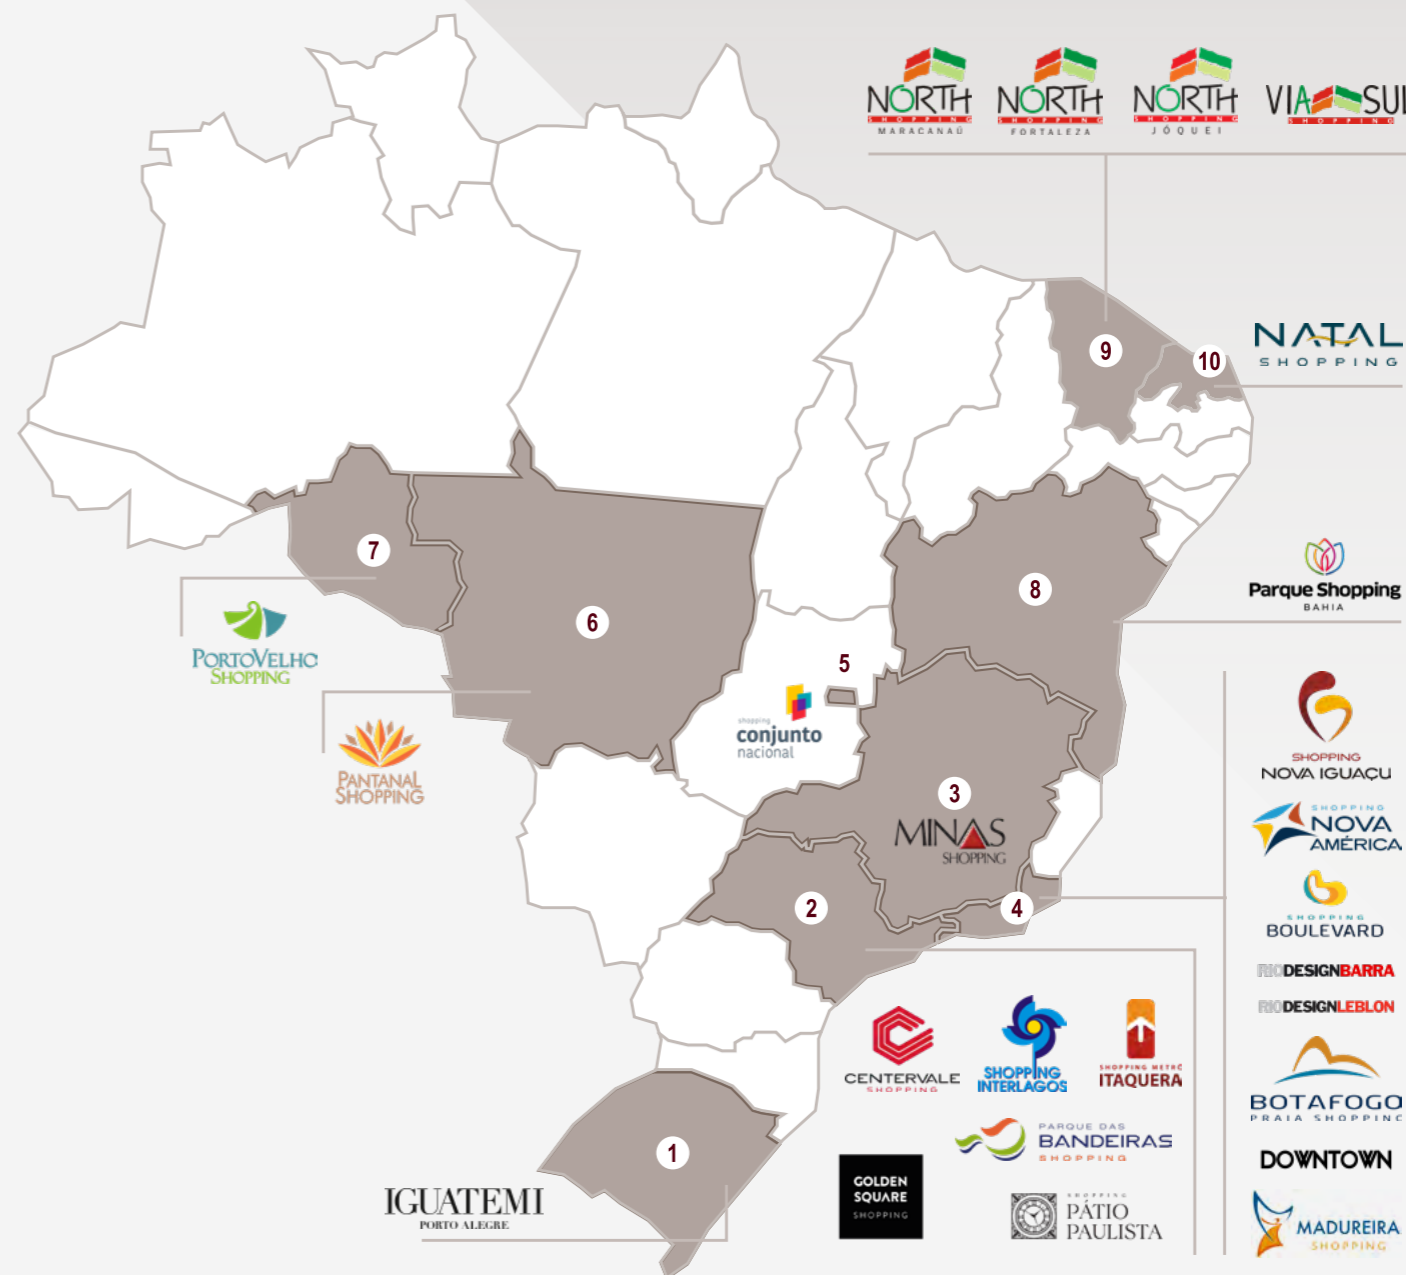 NORTH
SHOPPING
MARACANAÚ
NORTH
SHOPPING
FORTALEZA
NORTH
SHOPPING
JÓQUEI
VIA SUL
SHOPPING
9
10
NATAL
SHOPPING
7
8
6
5
Parque Shopping
BAHIA
PORTOVELHO
SHOPPING
shopping
conjunto
nacional
PANTANAL
SHOPPING
3
MINAS
SHOPPING
2
4
SHOPPING
NOVA IGUAÇU
SHOPPING
NOVA
AMÉRICA
SHOPPING
BOULEVARD
RIODESIGNBARRA
RIODESIGNLEBLON
BOTAFOGO
PRAIA SHOPPING
DOWNTOWN
MADUREIRA
SHOPPING
CENTERVALE
SHOPPING
SHOPPING
INTERLAGOS
SHOPPING METRÔ
ITAQUERA
PARQUE DAS
BANDEIRAS
SHOPPING
GOLDEN
SQUARE
SHOPPING
SHOPPING
PÁTIO
PAULISTA
1
IGUATEMI
PORTO ALEGRE